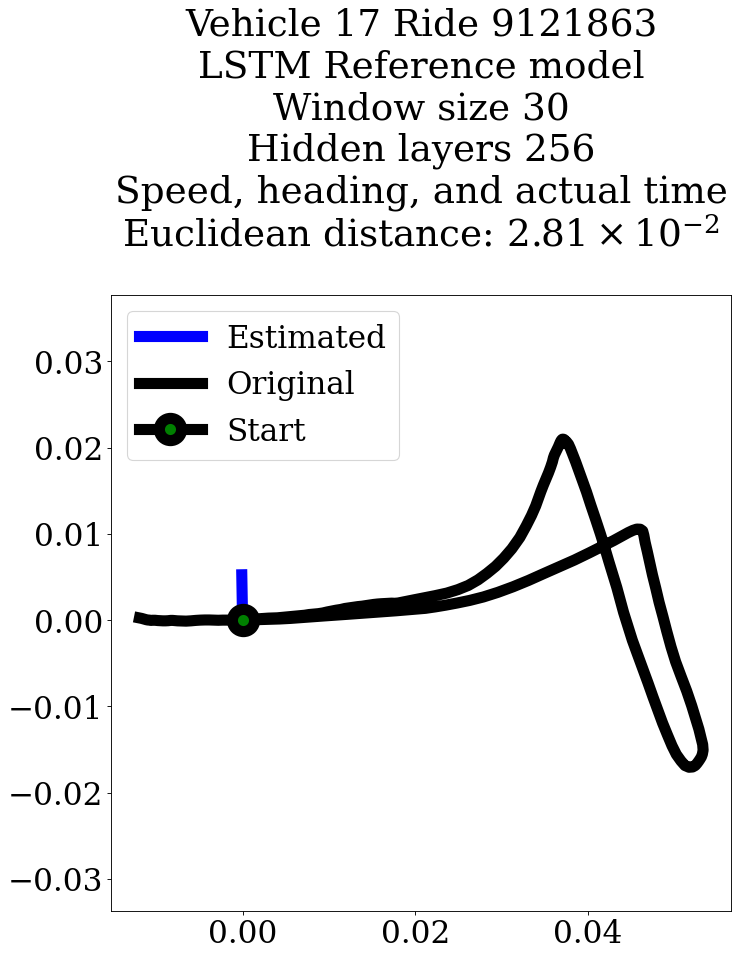 Vehicle 17 Ride 9121863
LSTM Reference model
Window size 30
Hidden layers 256
Speed, heading, and actual time
Euclidean distance: 2.81 × 10⁻²
Estimated
Original
Start
0.03
0.02
0.01
0.00
−0.01
−0.02
−0.03
0.00 0.02 0.04